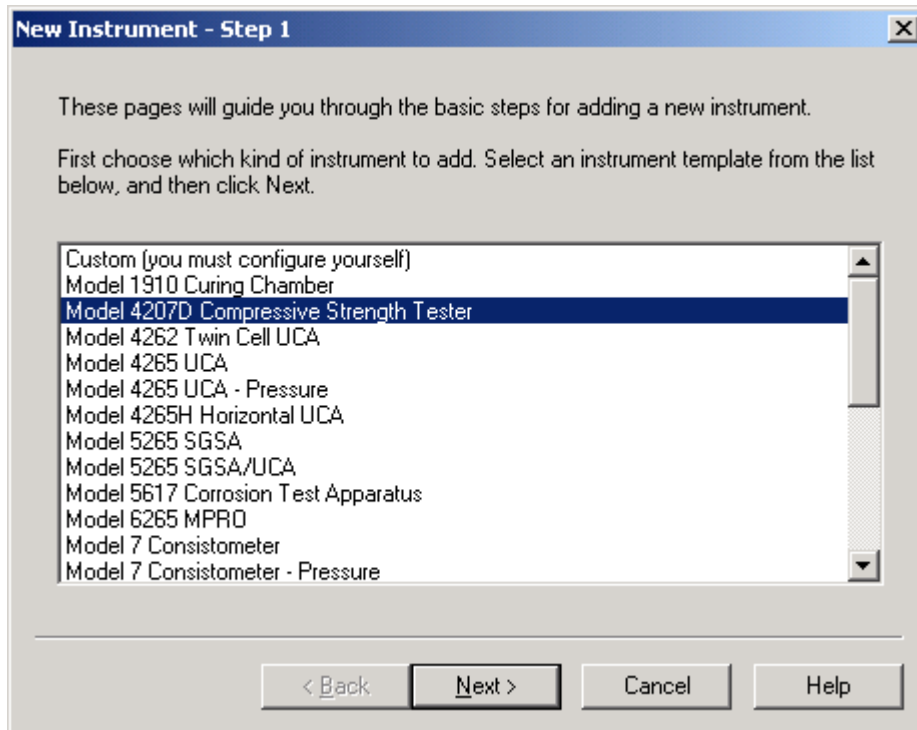 New Instrument - Step 1
These pages will guide you through the basic steps for adding a new instrument.
First choose which kind of instrument to add. Select an instrument template from the list
below, and then click Next.
Custom (you must configure yourself)
Model 1910 Curing Chamber
Model 4207D Compressive Strength Tester
Model 4262 Twin Cell UCA
Model 4265 UCA
Model 4265 UCA - Pressure
Model 4265H Horizontal UCA
Model 5265 SGSA
Model 5265 SGSA/UCA
Model 5617 Corrosion Test Apparatus
Model 6265 MPRO
Model 7 Consistometer
Model 7 Consistometer - Pressure
< Back
Next >
Cancel
Help